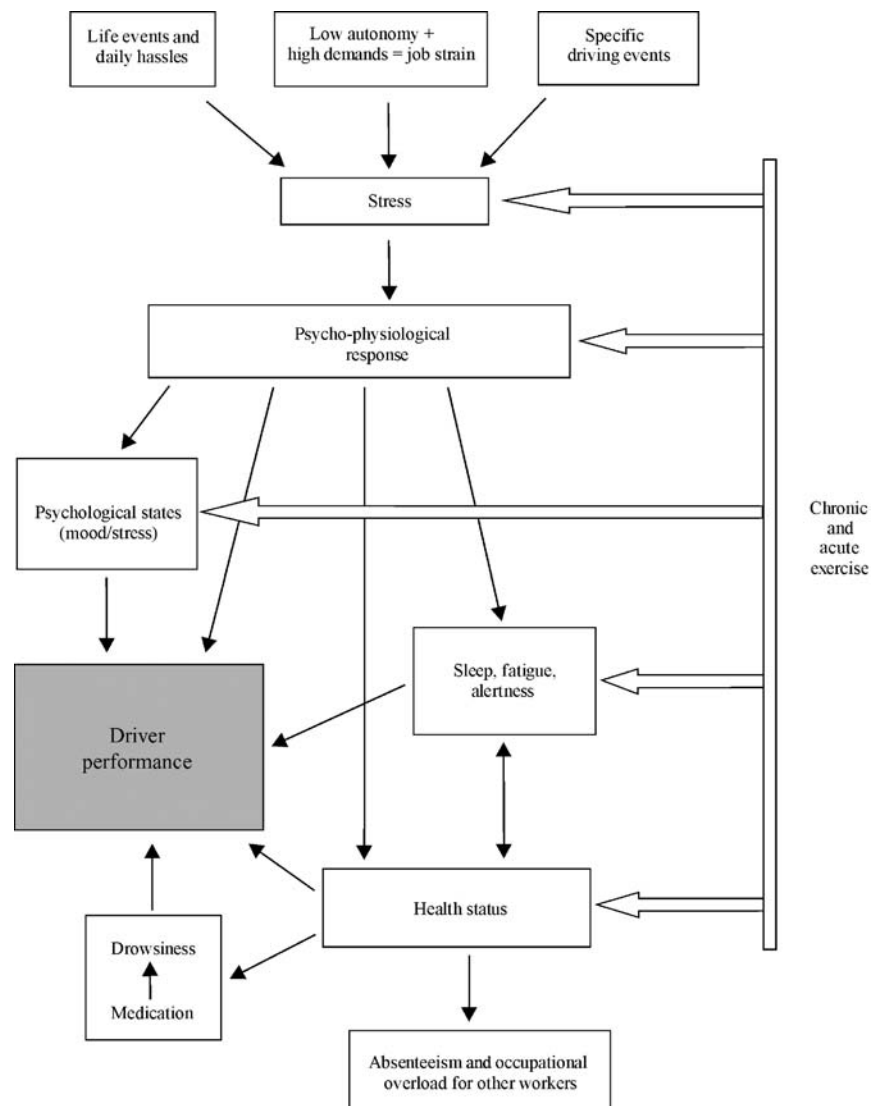 Life events and
daily hassles
Low autonomy +
high demands = job strain
Specific
driving events
Stress
Psycho-physiological
response
Psychological states
(mood/stress)
Chronic
and
acute
exercise
Sleep, fatigue,
alertness
Driver
performance
Health status
Drowsiness
Medication
Absenteeism and occupational
overload for other workers